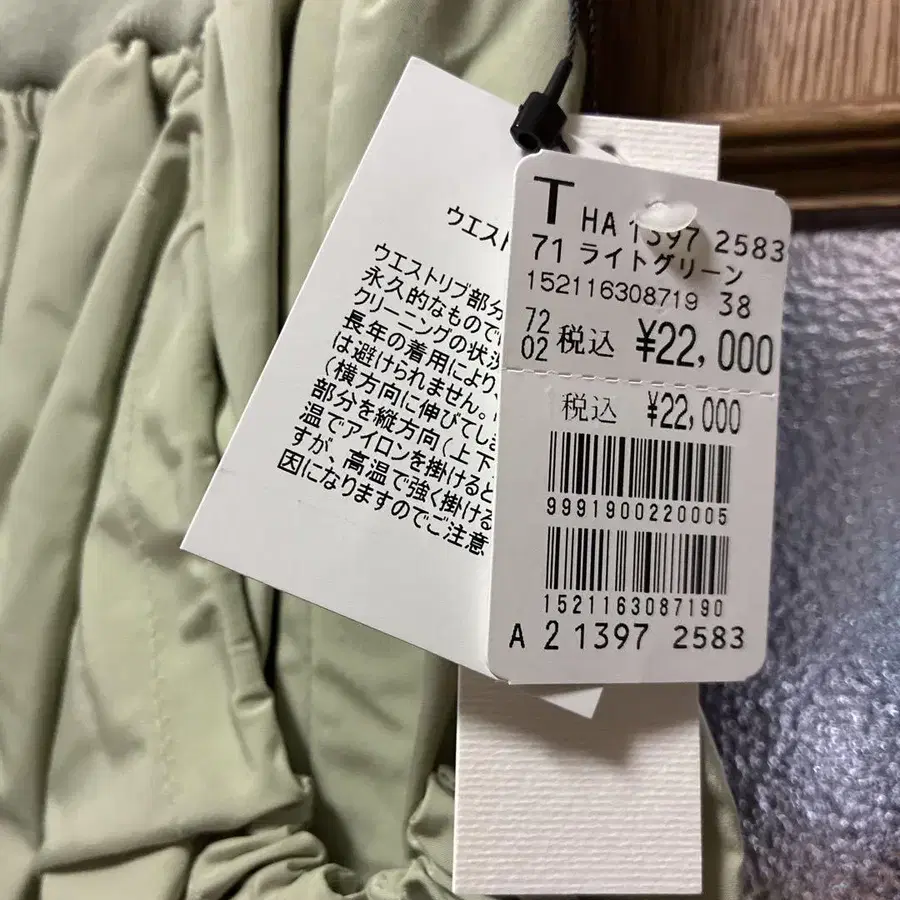 ウエスト
ウエストリブ部分
永久的なもので
クリーニングの状況
長年の着用により、
は避けられません。
(横方向に伸びてしま
部分を縦方向(上下
温でアイロンを掛けると
すが、高温で強く掛ける
因になりますのでご注意
T HA 1397 2583
71 ライトグリーン
152116308719 38
72
02 税込 ¥22,000
税込 ¥22,000
9991900220005
1521163087190
A 2 1397 2583